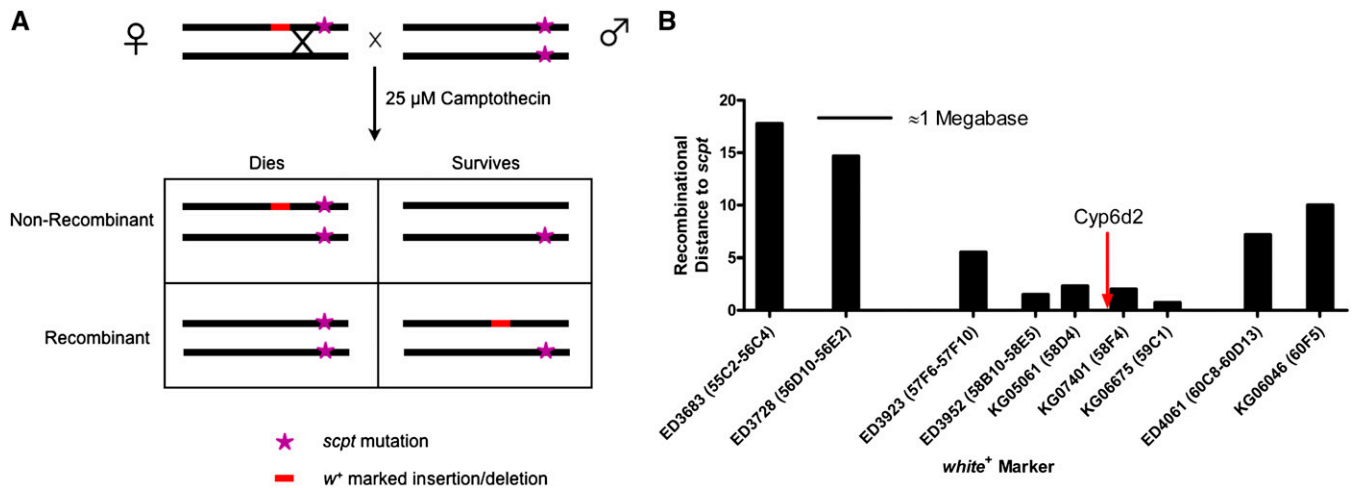 A
♀
x
♂
25 µM Camptothecin
Dies
Survives
Non-Recombinant
Recombinant
scpt mutation
w+ marked insertion/deletion
B
Recombinational
Distance to scpt
20
15
10
5
0
≈1 Megabase
Cyp6d2
ED3683 (55C2-56C4)
ED3728 (56D10-56E2)
ED3923 (57F6-57F10)
ED3952 (58B10-58E5)
KG05061 (58D4)
KG07401 (58F4)
KG06675 (59C1)
ED4061 (60C8-60D13)
KG06046 (60F5)
white+ Marker